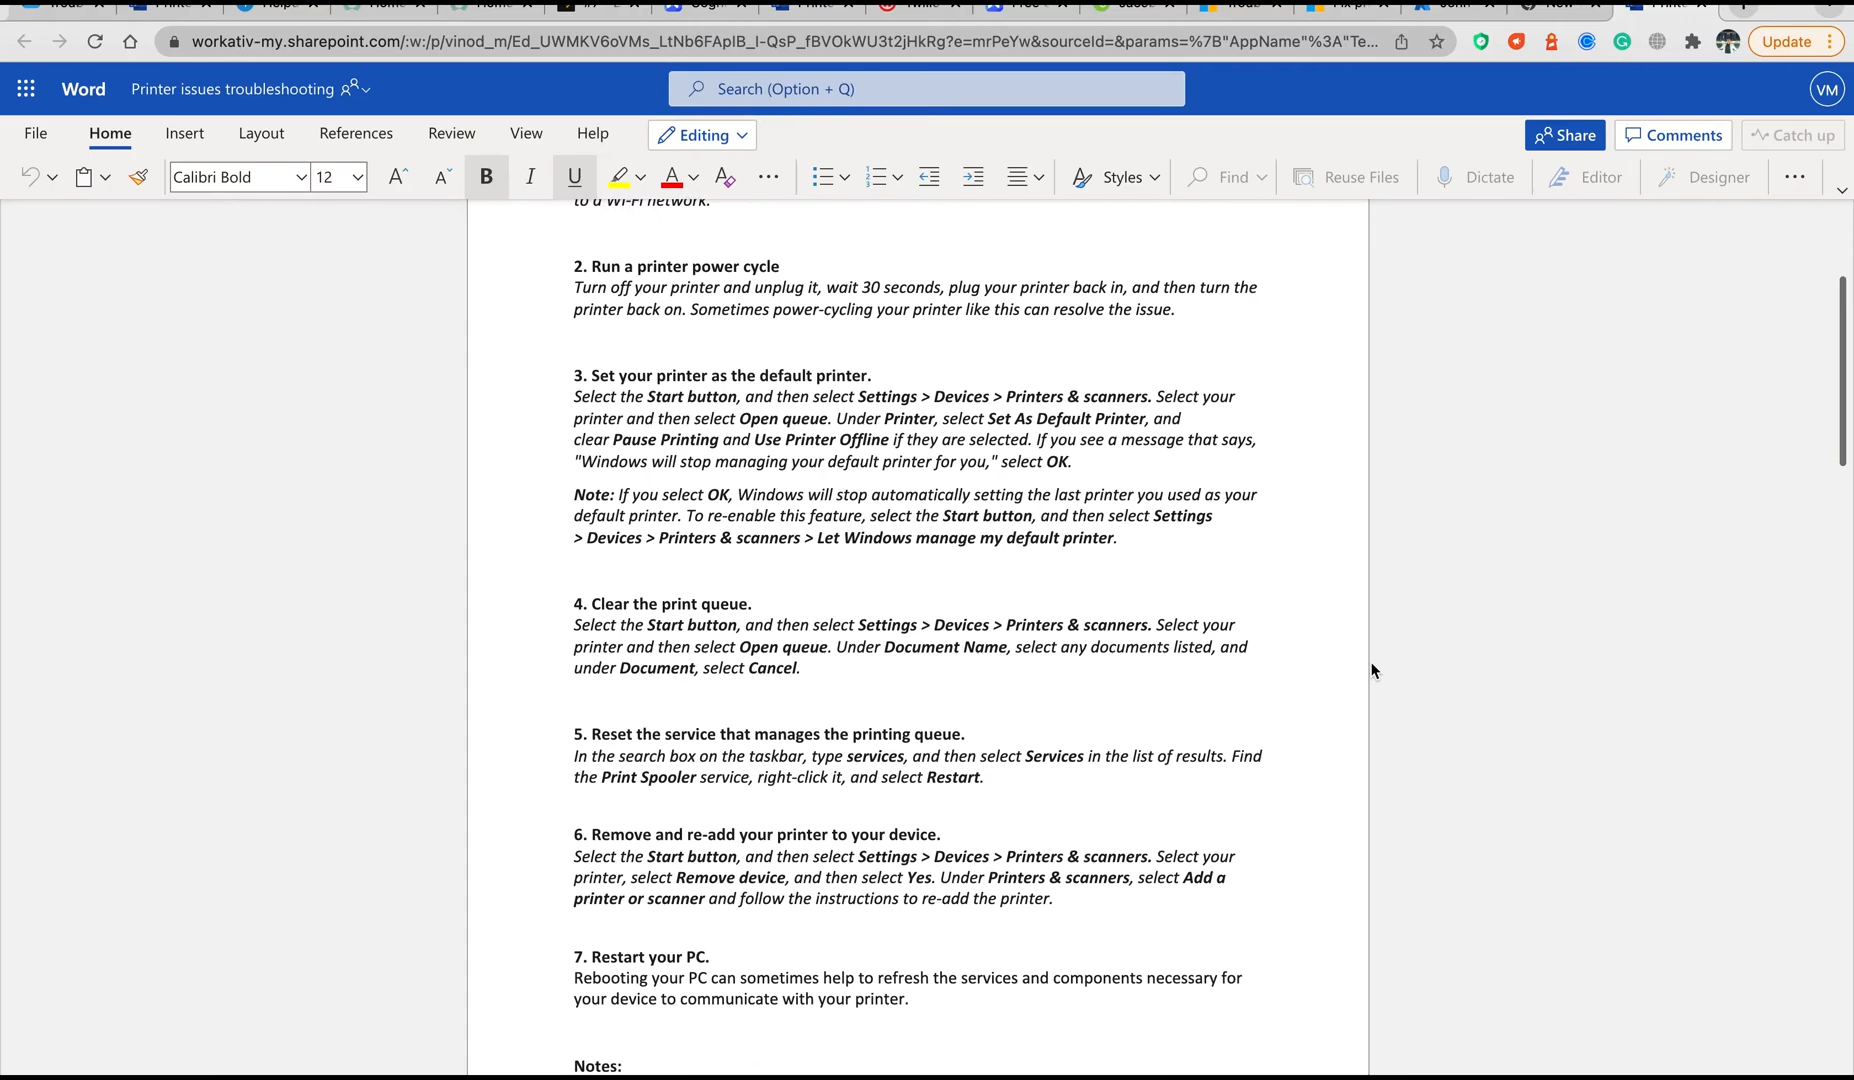 workativ-my.sharepoint.com/:w:/p/vinod_m/Ed_UWMKV6oVMs_LtNb6FAplB_I-QsP_fBVOkWU3t2jHkRg?e=mrPeYw&sourceId=&params=%7B"AppName"%3A"Te...
Update
Word
Printer issues troubleshooting
Search (Option + Q)
VM
File
Home
Insert
Layout
References
Review
View
Help
Editing
Share
Comments
Catch up
Calibri Bold
12
Styles
Find
Reuse Files
Dictate
Editor
Designer
to a Wi-Fi network.
2. Run a printer power cycle
Turn off your printer and unplug it, wait 30 seconds, plug your printer back in, and then turn the
printer back on. Sometimes power-cycling your printer like this can resolve the issue.
3. Set your printer as the default printer.
Select the Start button, and then select Settings > Devices > Printers & scanners. Select your
printer and then select Open queue. Under Printer, select Set As Default Printer, and
clear Pause Printing and Use Printer Offline if they are selected. If you see a message that says,
"Windows will stop managing your default printer for you," select OK.
Note: If you select OK, Windows will stop automatically setting the last printer you used as your
default printer. To re-enable this feature, select the Start button, and then select Settings
> Devices > Printers & scanners > Let Windows manage my default printer.
4. Clear the print queue.
Select the Start button, and then select Settings > Devices > Printers & scanners. Select your
printer and then select Open queue. Under Document Name, select any documents listed, and
under Document, select Cancel.
5. Reset the service that manages the printing queue.
In the search box on the taskbar, type services, and then select Services in the list of results. Find
the Print Spooler service, right-click it, and select Restart.
6. Remove and re-add your printer to your device.
Select the Start button, and then select Settings > Devices > Printers & scanners. Select your
printer, select Remove device, and then select Yes. Under Printers & scanners, select Add a
printer or scanner and follow the instructions to re-add the printer.
7. Restart your PC.
Rebooting your PC can sometimes help to refresh the services and components necessary for
your device to communicate with your printer.
Notes: